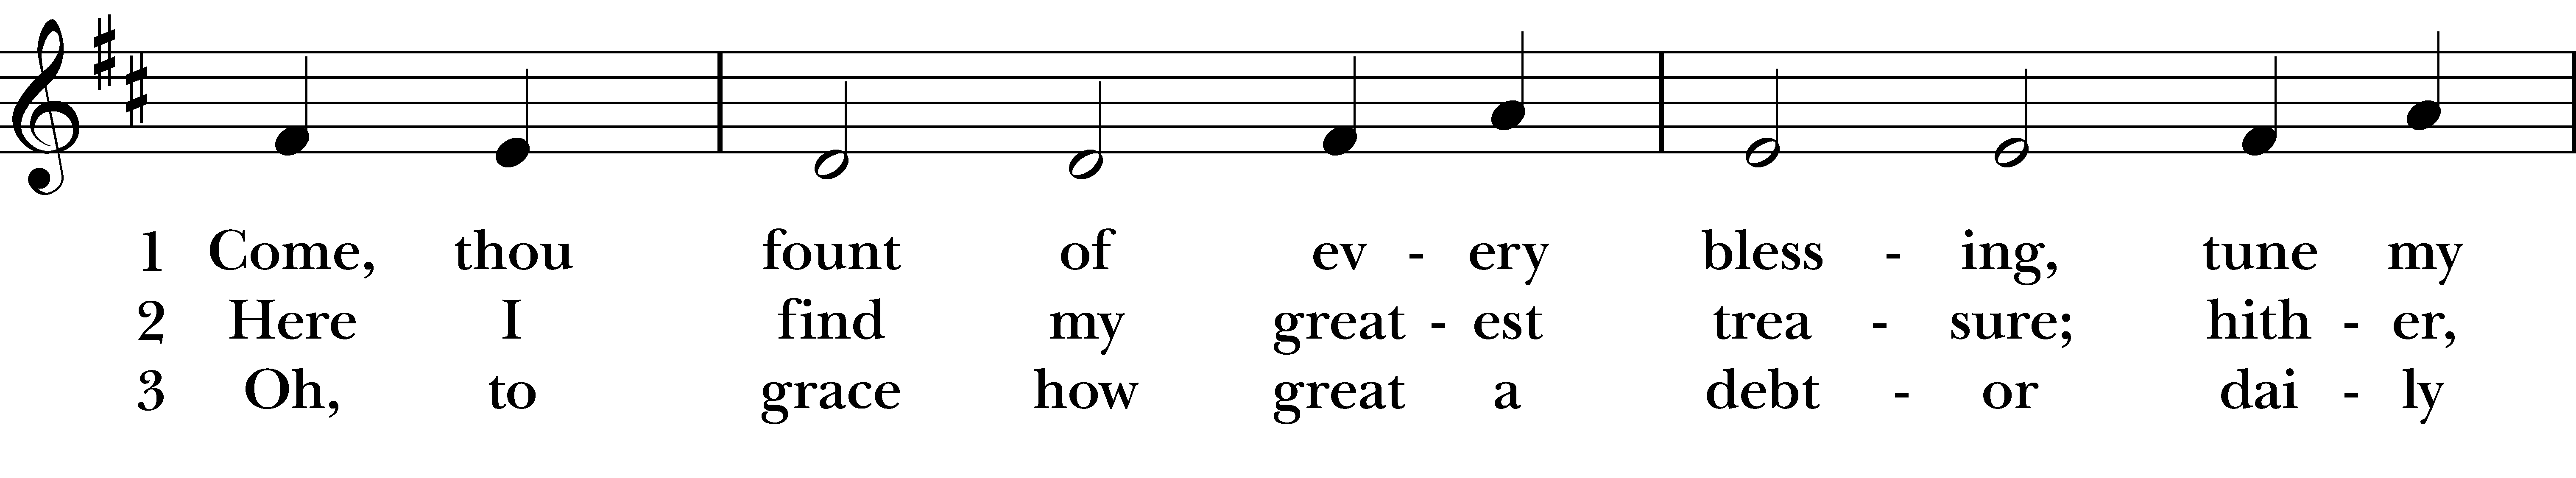 1 Come, thou fount of ev - ery bless - ing, tune my
2 Here I find my great - est trea - sure; hith - er,
3 Oh, to grace how great a debt - or dai - ly